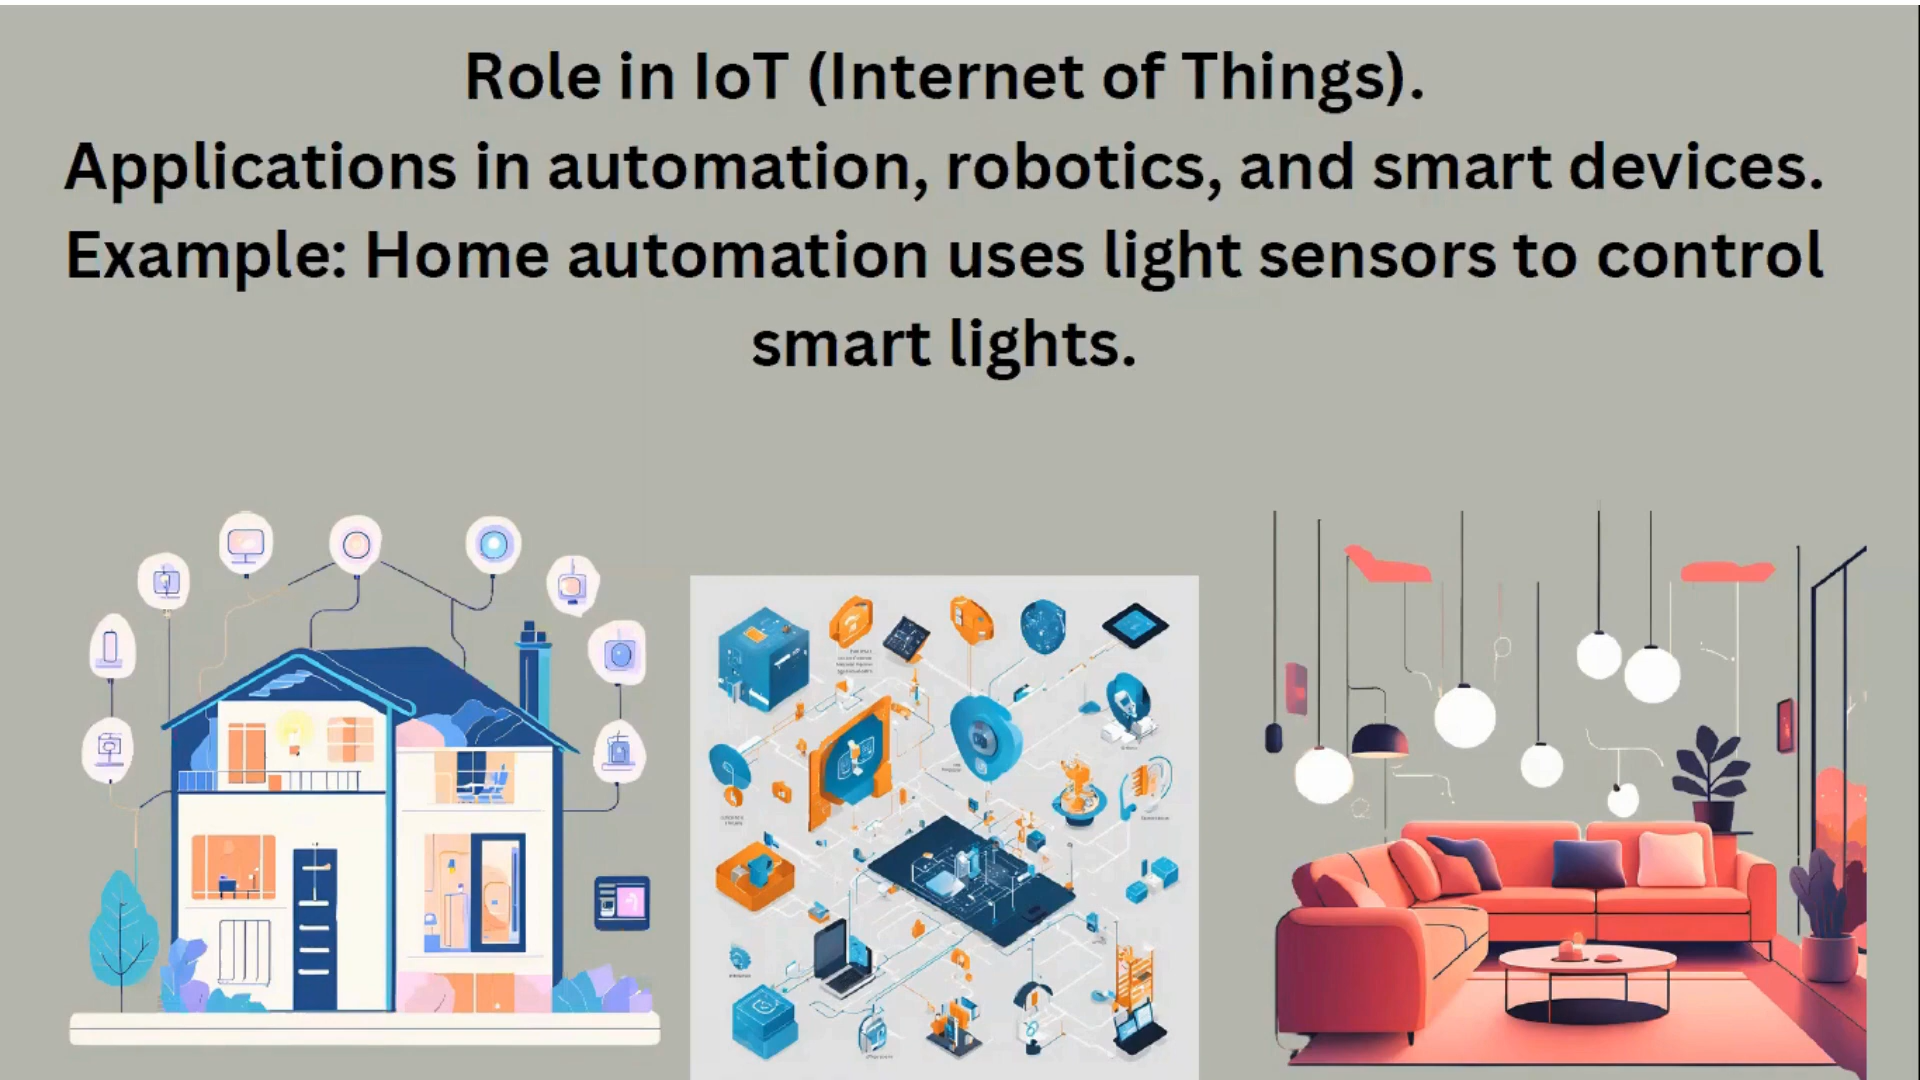 Role in IoT (Internet of Things).
Applications in automation, robotics, and smart devices.
Example: Home automation uses light sensors to control
smart lights.